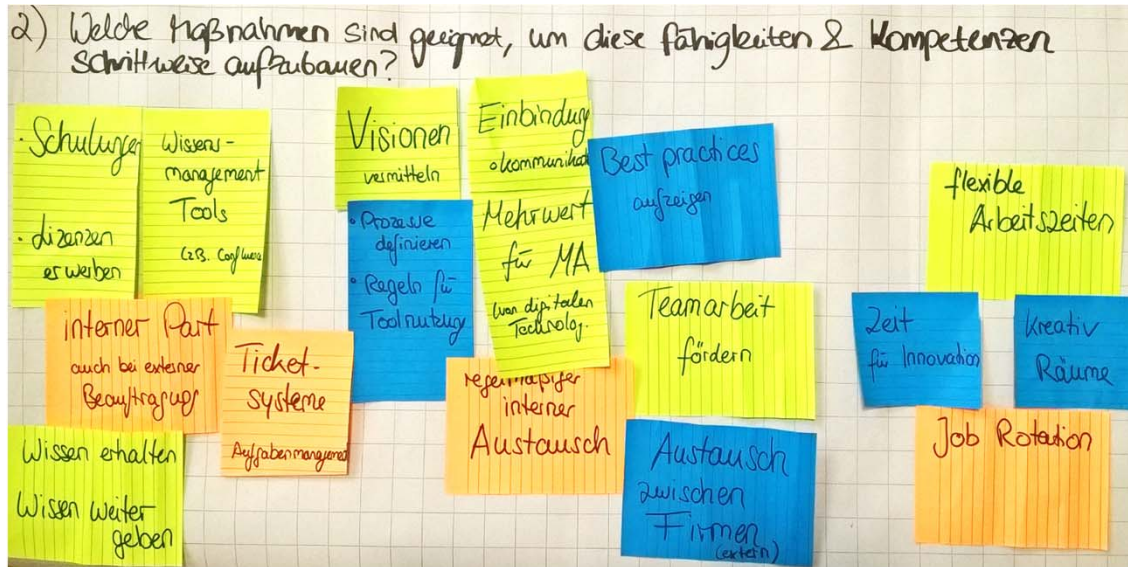 2) Welche Maßnahmen sind geeignet, um diese Fähigkeiten & Kompetenzen
schrittweise aufzubauen?
· Schulungen
· Lizenzen
erwerben
Wissens-
management
Tools
(z.B. Confluence
interner Part
auch bei externer
Beauftragung
Ticket-
systeme
Aufgabenmanagement
Wissen erhalten
Wissen weiter
geben
Visionen
vermitteln
· Prozesse
definieren
· Regeln für
Toolnutzung
Einbindung
Mehrwert
für MA
von digitalen
Technolog.
regelmäßiger
interner
Austausch
Best practices
aufzeigen
Teamarbeit
fördern
Austausch
zwischen
Firmen
(extern)
flexible
Arbeitszeiten
Zeit
für Innovation
Kreativ
Räume
Job Rotation